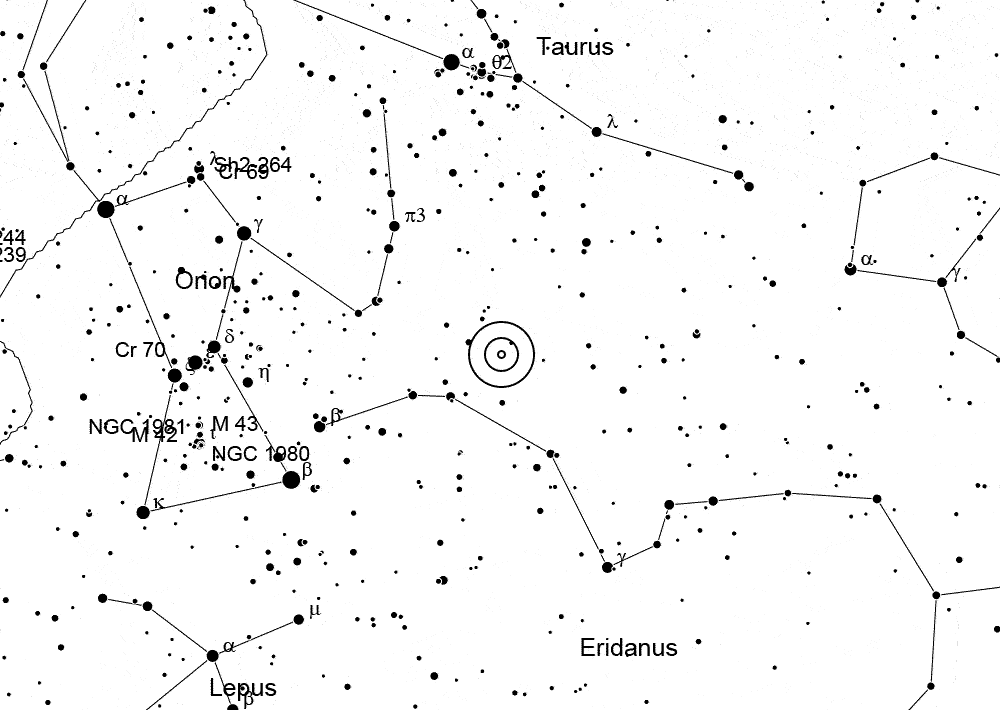 Taurus
α
θ2
λ
λ
Sh2-264
Cr 69
α
π3
γ
244
239
α
γ
Orion
δ
Cr 70
ε
ζ
η
β
NGC 1981
M 43
M 42
ι
NGC 1980
β
κ
γ
μ
α
Eridanus
Lepus
β